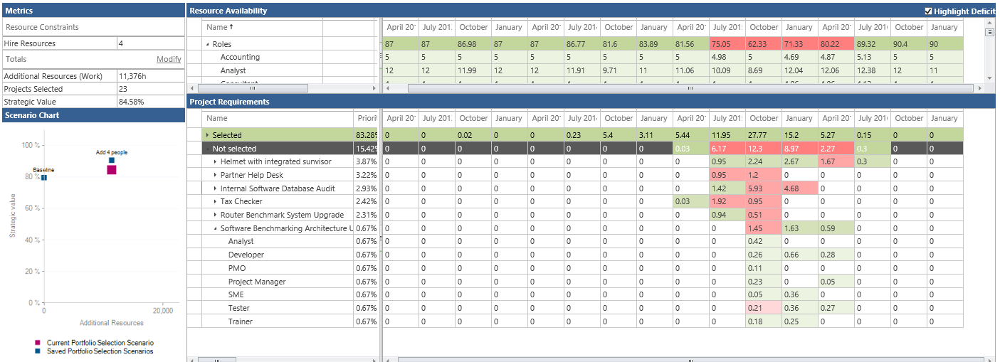 Metrics
Resource Constraints
Hire Resources 4
Totals Modify
Additional Resources (Work) 11,376h
Projects Selected 23
Strategic Value 84.58%
Scenario Chart
100 %
80 %
60 %
40 %
20 %
0 %
Strategic value
Add 4 people
Baseline
0 20,000
Additional Resources
Current Portfolio Selection Scenario
Saved Portfolio Selection Scenarios
Resource Availability Highlight Deficit
Name April 20 July 201 October January April 20 July 201 October January April 20 July 201 October January April 20 July 201 October January
Roles 87 87 86.98 87 87 86.77 81.6 83.89 81.56 75.05 62.33 71.33 80.22 89.32 90.4 90
Accounting 5 5 5 5 5 5 5 5 5 4.98 5 4.69 4.87 5.13 5 5
Analyst 12 12 11.99 12 12 11.91 9.71 11 11.06 10.09 8.69 12.04 12.06 12.38 12 11
Project Requirements
Name Priorit April 20 July 201 October January April 20 July 201 October January April 20 July 201 October January April 20 July 201 October January
Selected 83.28% 0 0 0.02 0 0 0.23 5.4 3.11 5.44 11.95 27.77 15.2 5.27 0.15 0 0
Not selected 15.42% 0 0 0 0 0 0 0 0 0.03 6.17 12.3 8.97 2.27 0.3 0 0
Helmet with integrated sunvisor 3.87% 0 0 0 0 0 0 0 0 0 0.95 2.24 2.67 1.67 0.3 0 0
Partner Help Desk 3.22% 0 0 0 0 0 0 0 0 0 0.95 1.2 0 0 0 0 0
Internal Software Database Audit 2.93% 0 0 0 0 0 0 0 0 0 1.42 5.93 4.68 0 0 0 0
Tax Checker 2.42% 0 0 0 0 0 0 0 0 0.03 1.92 0.95 0 0 0 0 0
Router Benchmark System Upgrade 2.31% 0 0 0 0 0 0 0 0 0 0.94 0.51 0 0 0 0 0
Software Benchmarking Architecture U 0.67% 0 0 0 0 0 0 0 0 0 0 1.45 1.63 0.59 0 0 0
Analyst 0.67% 0 0 0 0 0 0 0 0 0 0 0.42 0 0 0 0 0
Developer 0.67% 0 0 0 0 0 0 0 0 0 0 0.26 0.66 0.28 0 0 0
PMO 0.67% 0 0 0 0 0 0 0 0 0 0 0.11 0 0 0 0 0
Project Manager 0.67% 0 0 0 0 0 0 0 0 0 0 0.23 0 0.05 0 0 0
SME 0.67% 0 0 0 0 0 0 0 0 0 0 0.05 0.36 0 0 0 0
Tester 0.67% 0 0 0 0 0 0 0 0 0 0 0.21 0.36 0.27 0 0 0
Trainer 0.67% 0 0 0 0 0 0 0 0 0 0 0.18 0.25 0 0 0 0